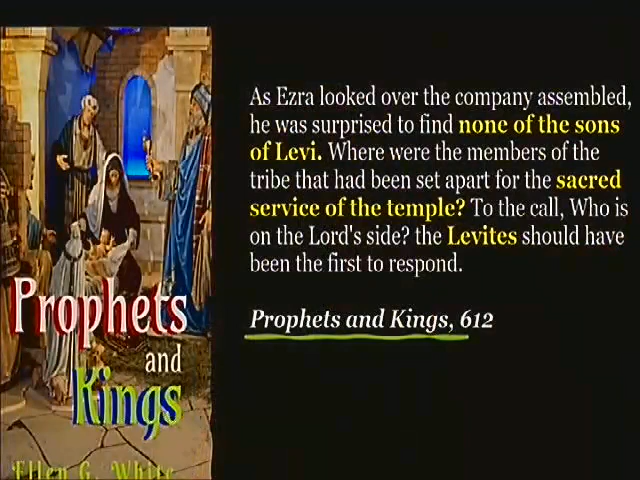 As Ezra looked over the company assembled,
he was surprised to find none of the sons
of Levi. Where were the members of the
tribe that had been set apart for the sacred
service of the temple? To the call, Who is
on the Lord's side? the Levites should have
been the first to respond.
Prophets and Kings, 612
Prophets
and
Kings
Ellen G. White